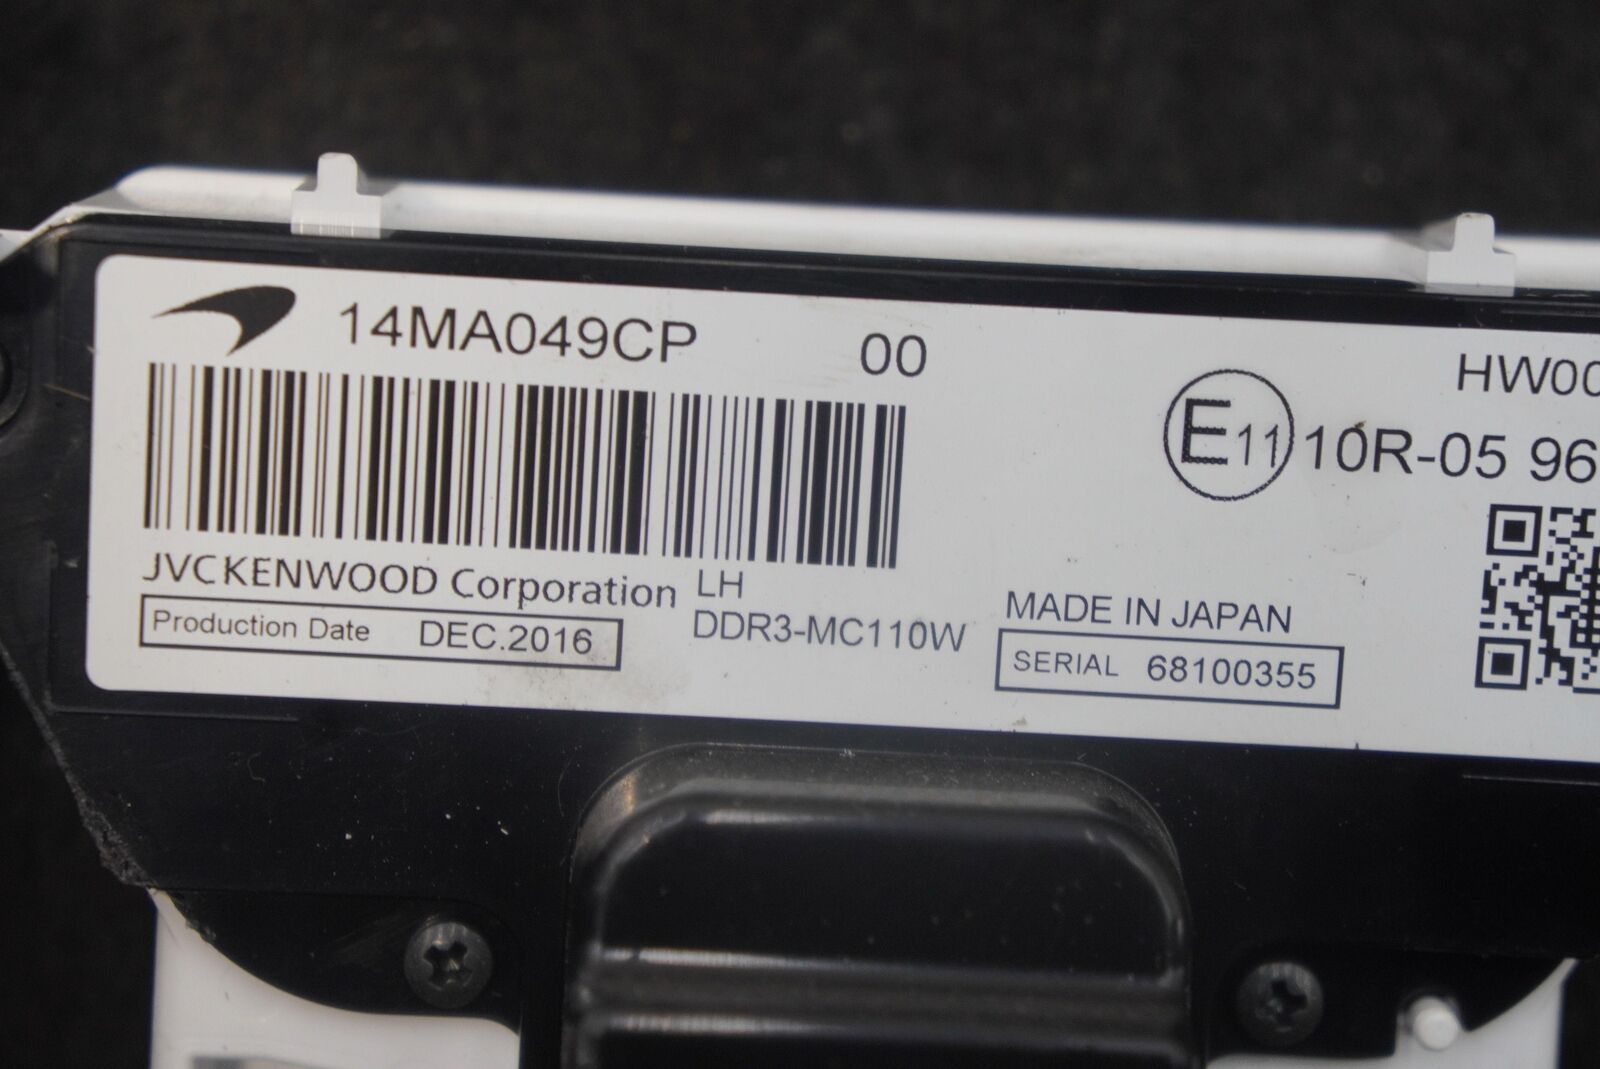 14MA049CP 00
HW00
E11 10R-05 96
JVCKENWOOD Corporation
LH
Production Date DEC.2016
DDR3-MC110W
MADE IN JAPAN
SERIAL 68100355